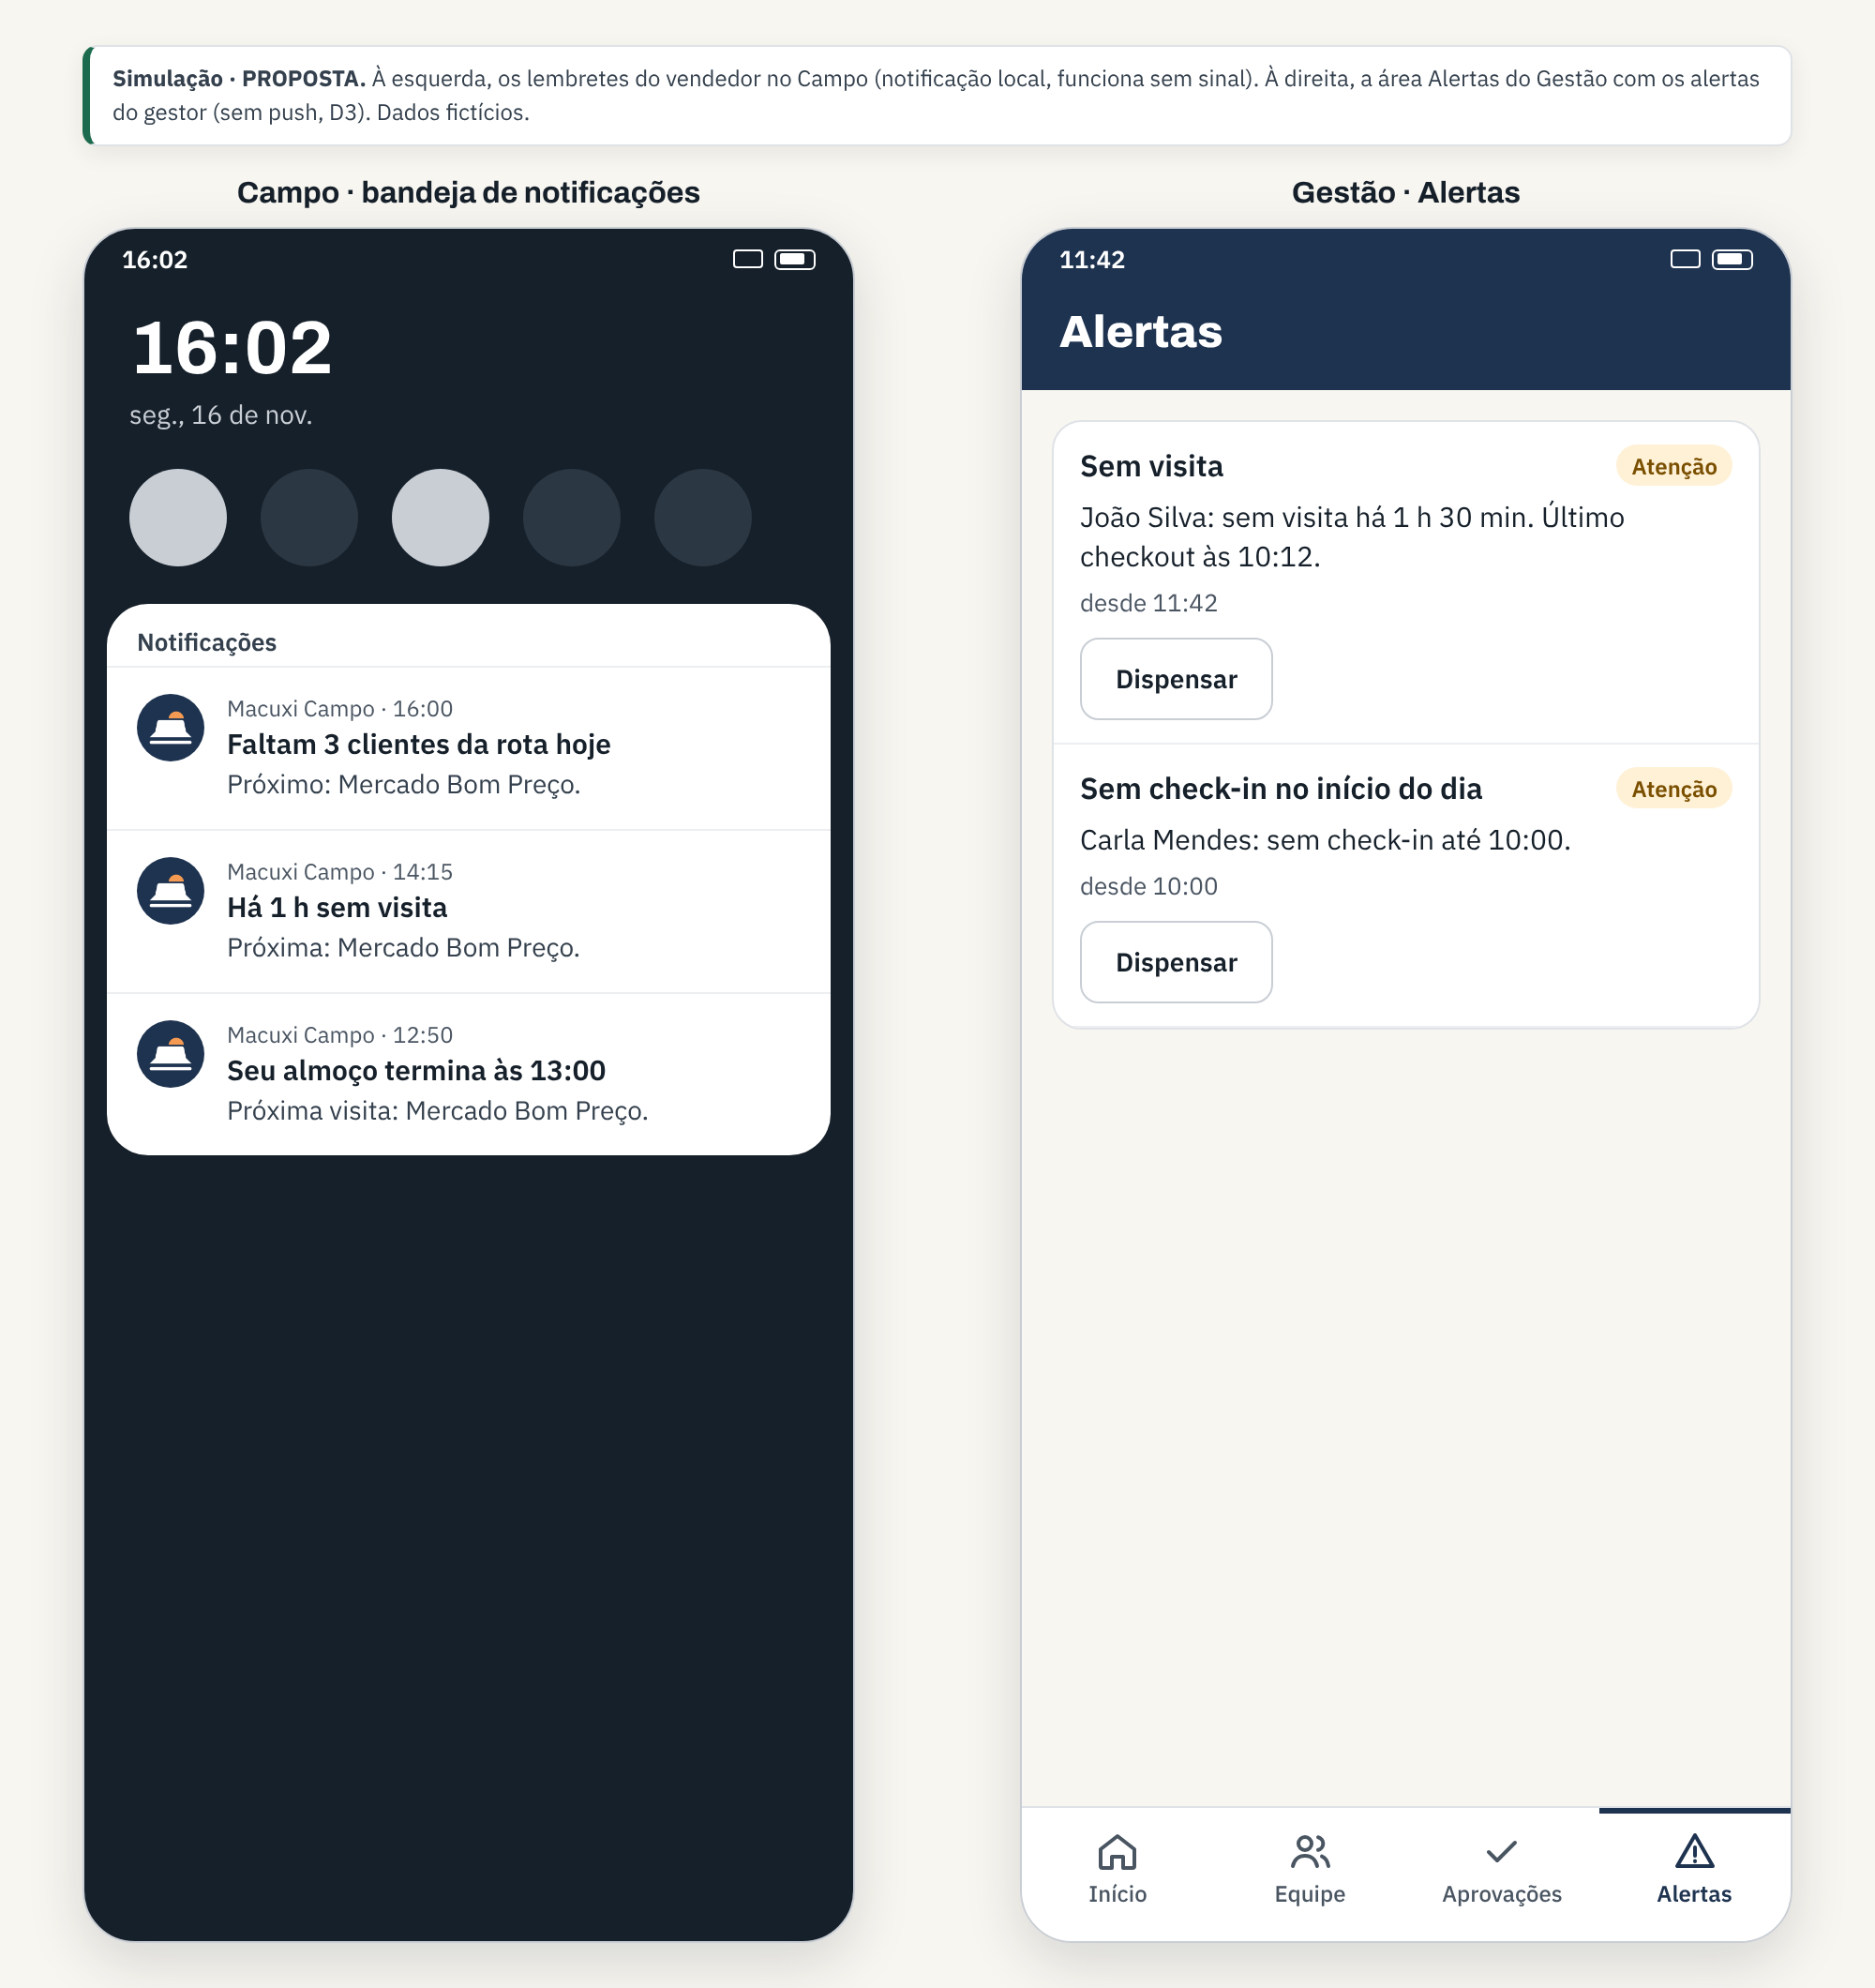 Simulação · PROPOSTA. À esquerda, os lembretes do vendedor no Campo (notificação local, funciona sem sinal). À direita, a área Alertas do Gestão com os alertas
do gestor (sem push, D3). Dados fictícios.
Campo · bandeja de notificações
16:02
16:02
seg., 16 de nov.
Notificações
Macuxi Campo · 16:00
Faltam 3 clientes da rota hoje
Próximo: Mercado Bom Preço.
Macuxi Campo · 14:15
Há 1 h sem visita
Próxima: Mercado Bom Preço.
Macuxi Campo · 12:50
Seu almoço termina às 13:00
Próxima visita: Mercado Bom Preço.
Gestão · Alertas
11:42
Alertas
Sem visita
Atenção
João Silva: sem visita há 1 h 30 min. Último
checkout às 10:12.
desde 11:42
Dispensar
Sem check-in no início do dia
Atenção
Carla Mendes: sem check-in até 10:00.
desde 10:00
Dispensar
Início
Equipe
Aprovações
Alertas